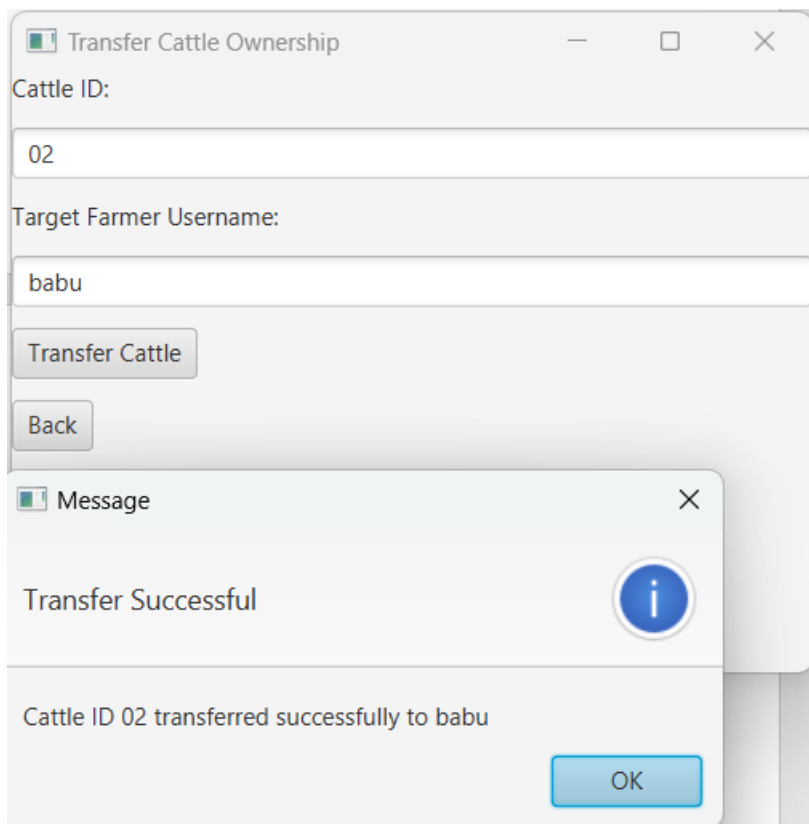 Transfer Cattle Ownership
Cattle ID:
02
Target Farmer Username:
babu
Transfer Cattle
Back
Message
Transfer Successful
i
Cattle ID 02 transferred successfully to babu
OK